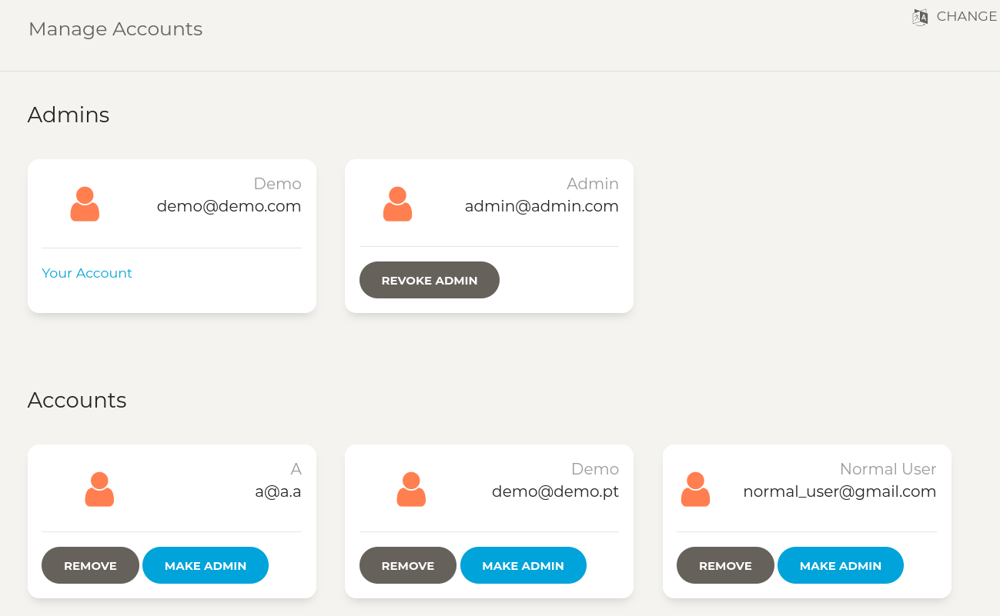 Manage Accounts
CHANGE
Admins
Demo
demo@demo.com
Your Account
Admin
admin@admin.com
REVOKE ADMIN
Accounts
A
a@a.a
REMOVE MAKE ADMIN
Demo
demo@demo.pt
REMOVE MAKE ADMIN
Normal User
normal_user@gmail.com
REMOVE MAKE ADMIN